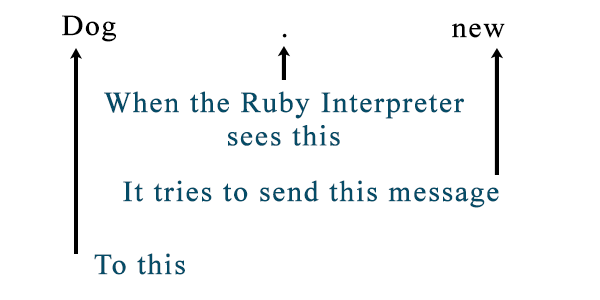 Dog . new
When the Ruby Interpreter
sees this
It tries to send this message
To this